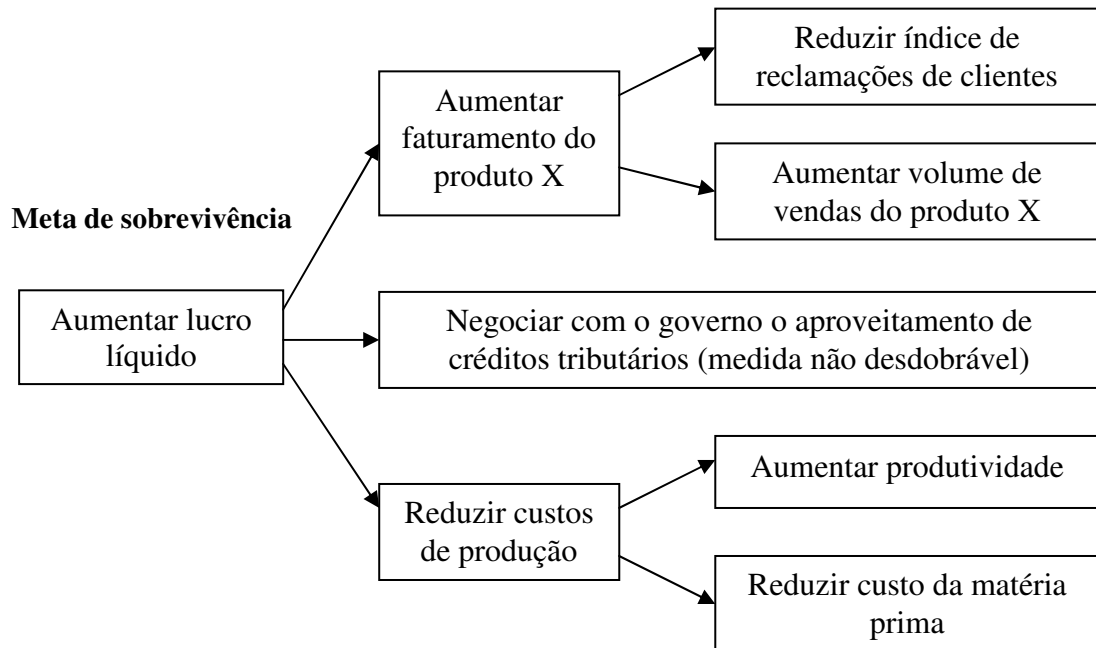 Meta de sobrevivência
Aumentar lucro
líquido
Aumentar
faturamento do
produto X
Reduzir índice de
reclamações de clientes
Aumentar volume de
vendas do produto X
Negociar com o governo o aproveitamento de
créditos tributários (medida não desdobrável)
Reduzir custos
de produção
Aumentar produtividade
Reduzir custo da matéria
prima